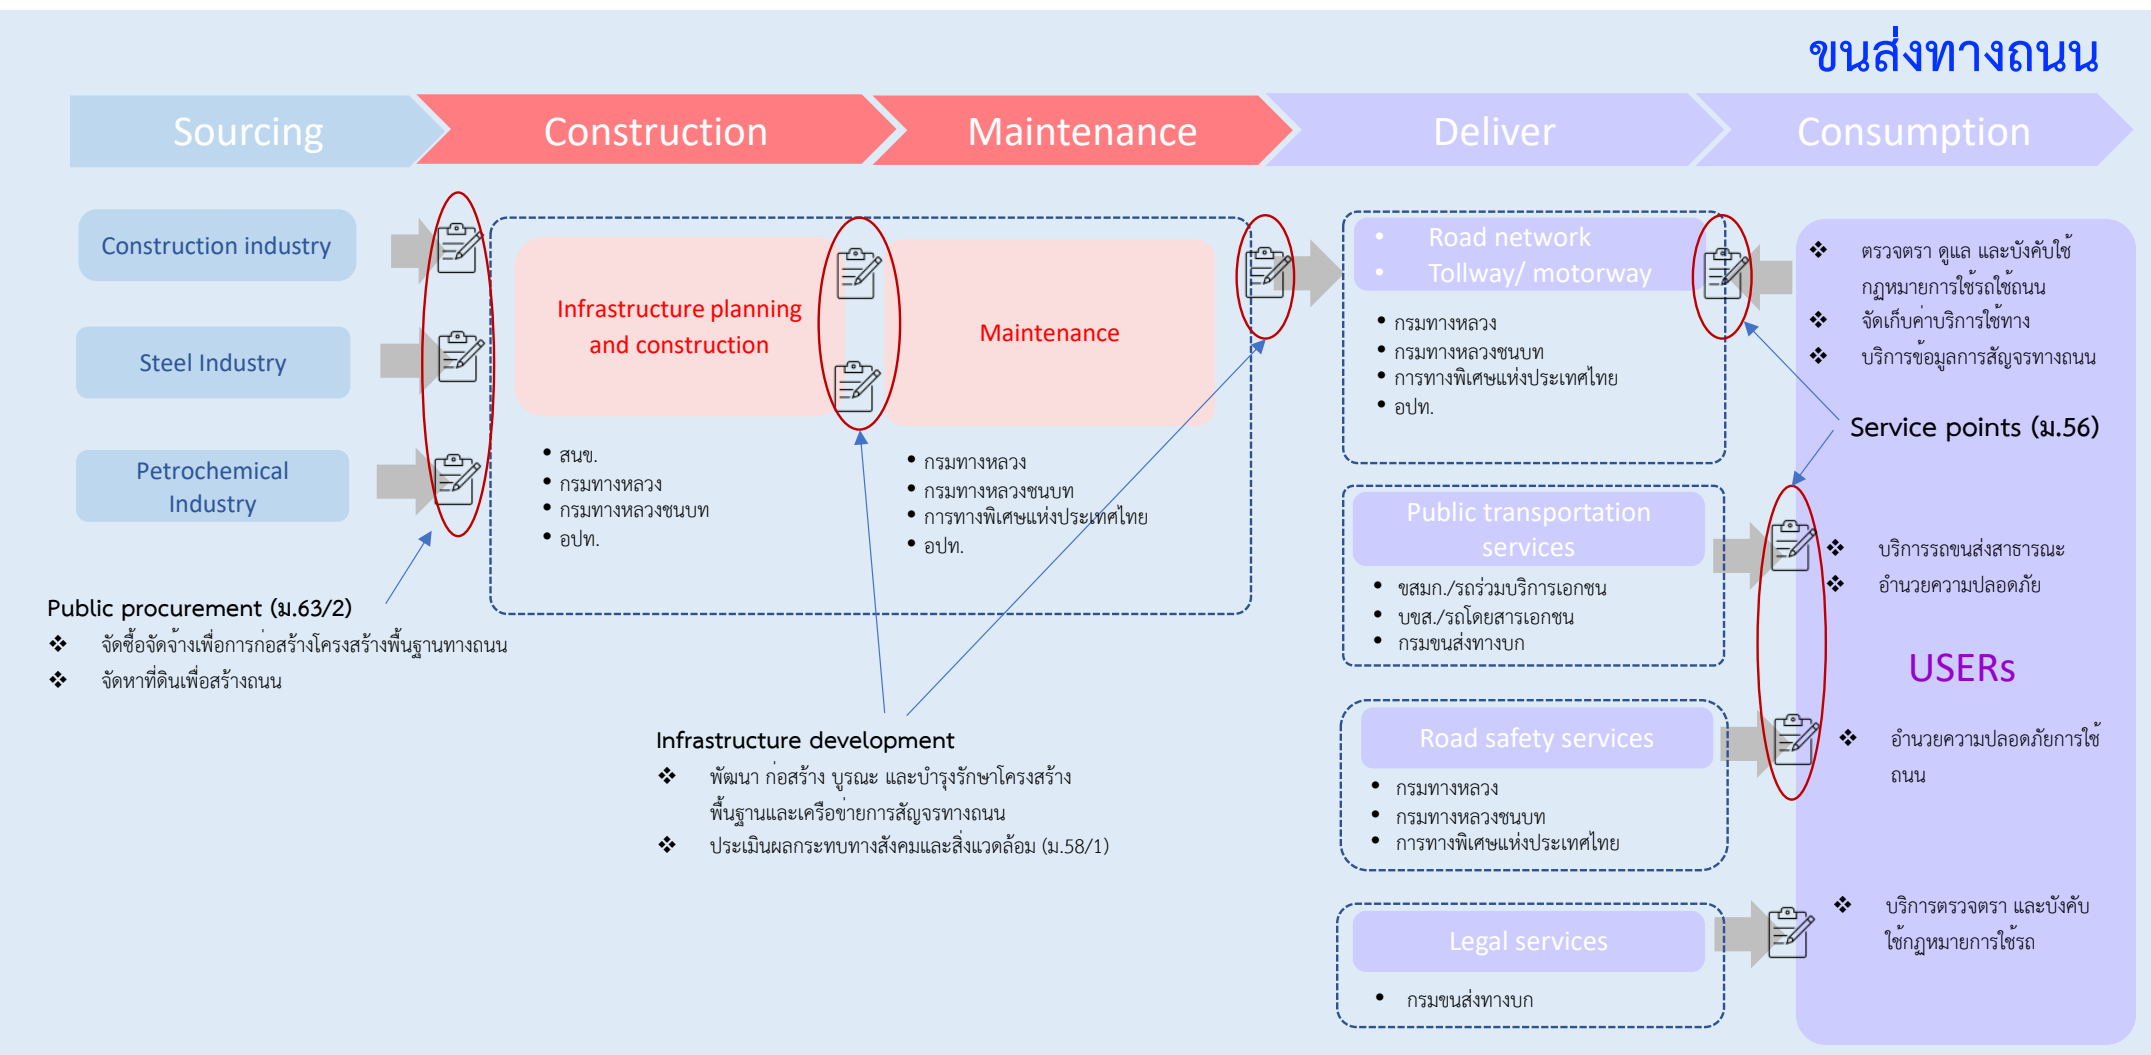 ขนส่งทางถนน
Sourcing
Construction
Maintenance
Deliver
Consumption
Construction industry
Steel Industry
Petrochemical
Industry
Public procurement (ม.63/2)
❖ จัดซื้อจัดจ้างเพื่อการก่อสร้างโครงสร้างพื้นฐานทางถนน
❖ จัดหาที่ดินเพื่อสร้างถนน
Infrastructure planning
and construction
• สนข.
• กรมทางหลวง
• กรมทางหลวงชนบท
• อปท.
Maintenance
• กรมทางหลวง
• กรมทางหลวงชนบท
• การทางพิเศษแห่งประเทศไทย
• อปท.
Infrastructure development
❖ พัฒนา ก่อสร้าง บูรณะ และบำรุงรักษาโครงสร้าง
พื้นฐานและเครือข่ายการสัญจรทางถนน
❖ ประเมินผลกระทบทางสังคมและสิ่งแวดล้อม (ม.58/1)
• Road network
• Tollway/ motorway
• กรมทางหลวง
• กรมทางหลวงชนบท
• การทางพิเศษแห่งประเทศไทย
• อปท.
Public transportation
services
• ขสมก./รถร่วมบริการเอกชน
• บขส./รถโดยสารเอกชน
• กรมขนส่งทางบก
Road safety services
• กรมทางหลวง
• กรมทางหลวงชนบท
• การทางพิเศษแห่งประเทศไทย
Legal services
• กรมขนส่งทางบก
❖ ตรวจตรา ดูแล และบังคับใช้
กฎหมายการใช้รถใช้ถนน
❖ จัดเก็บค่าบริการใช้ทาง
❖ บริการข้อมูลการสัญจรทางถนน
Service points (ม.56)
❖ บริการรถขนส่งสาธารณะ
❖ อำนวยความปลอดภัย
USERs
❖ อำนวยความปลอดภัยการใช้
ถนน
❖ บริการตรวจตรา และบังคับ
ใช้กฎหมายการใช้รถ